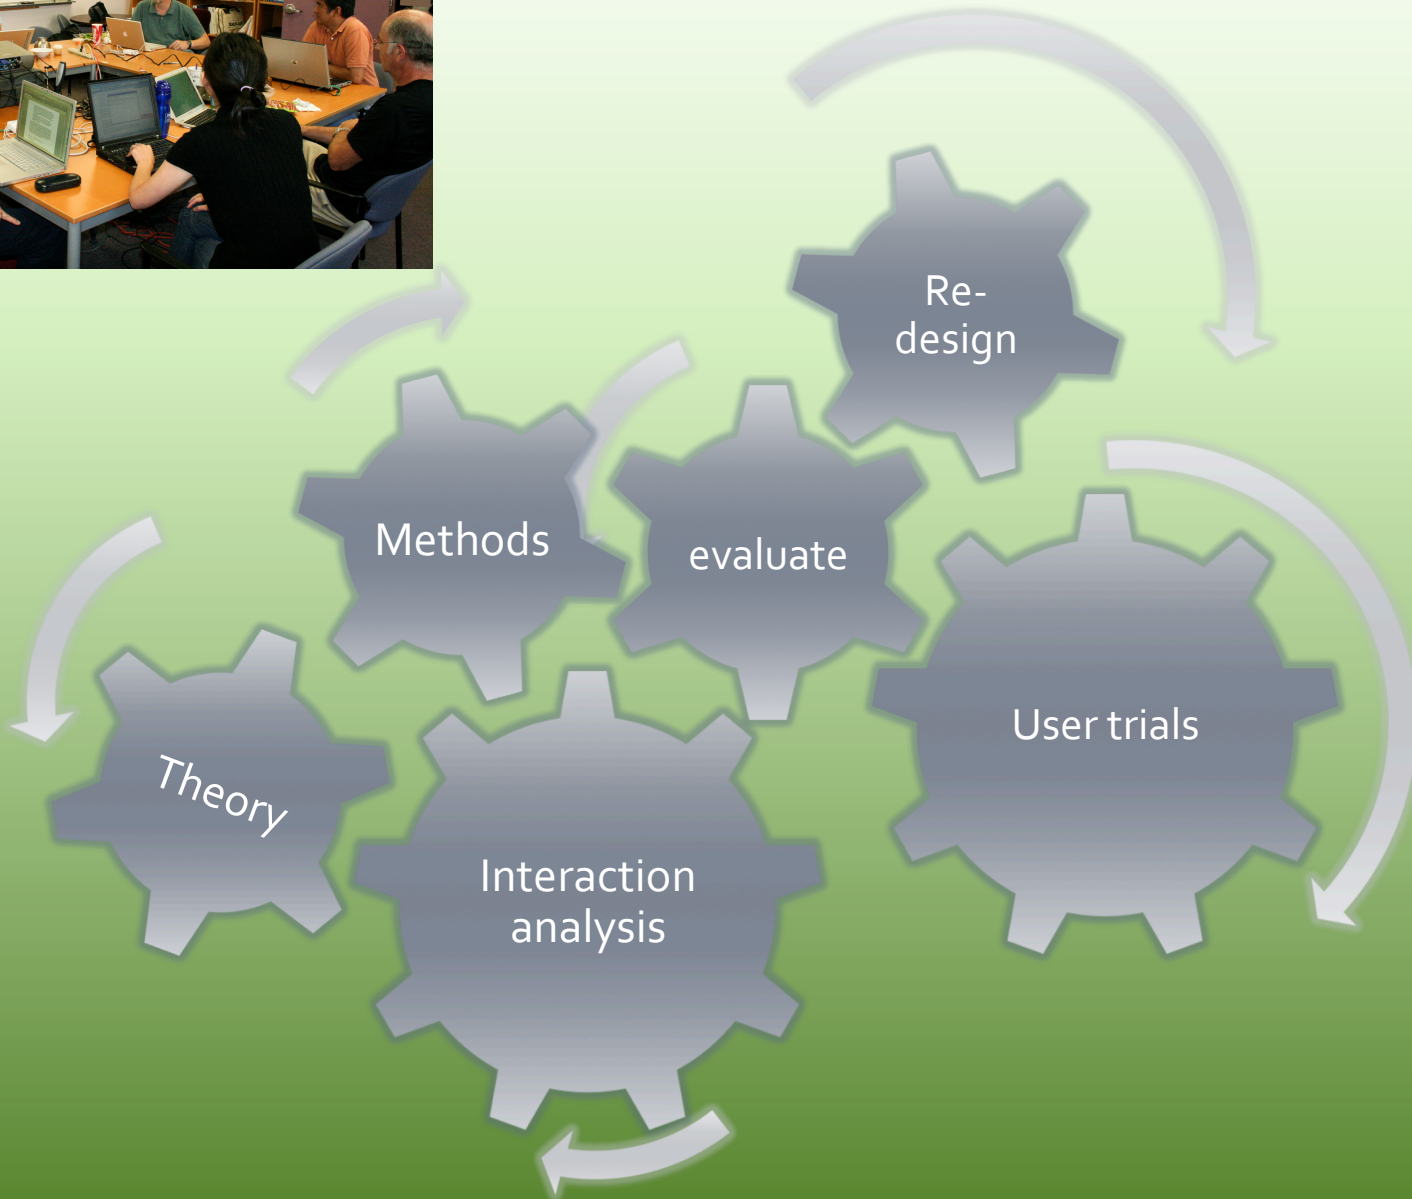 Re-
design
Methods
evaluate
User trials
Theory
Interaction
analysis